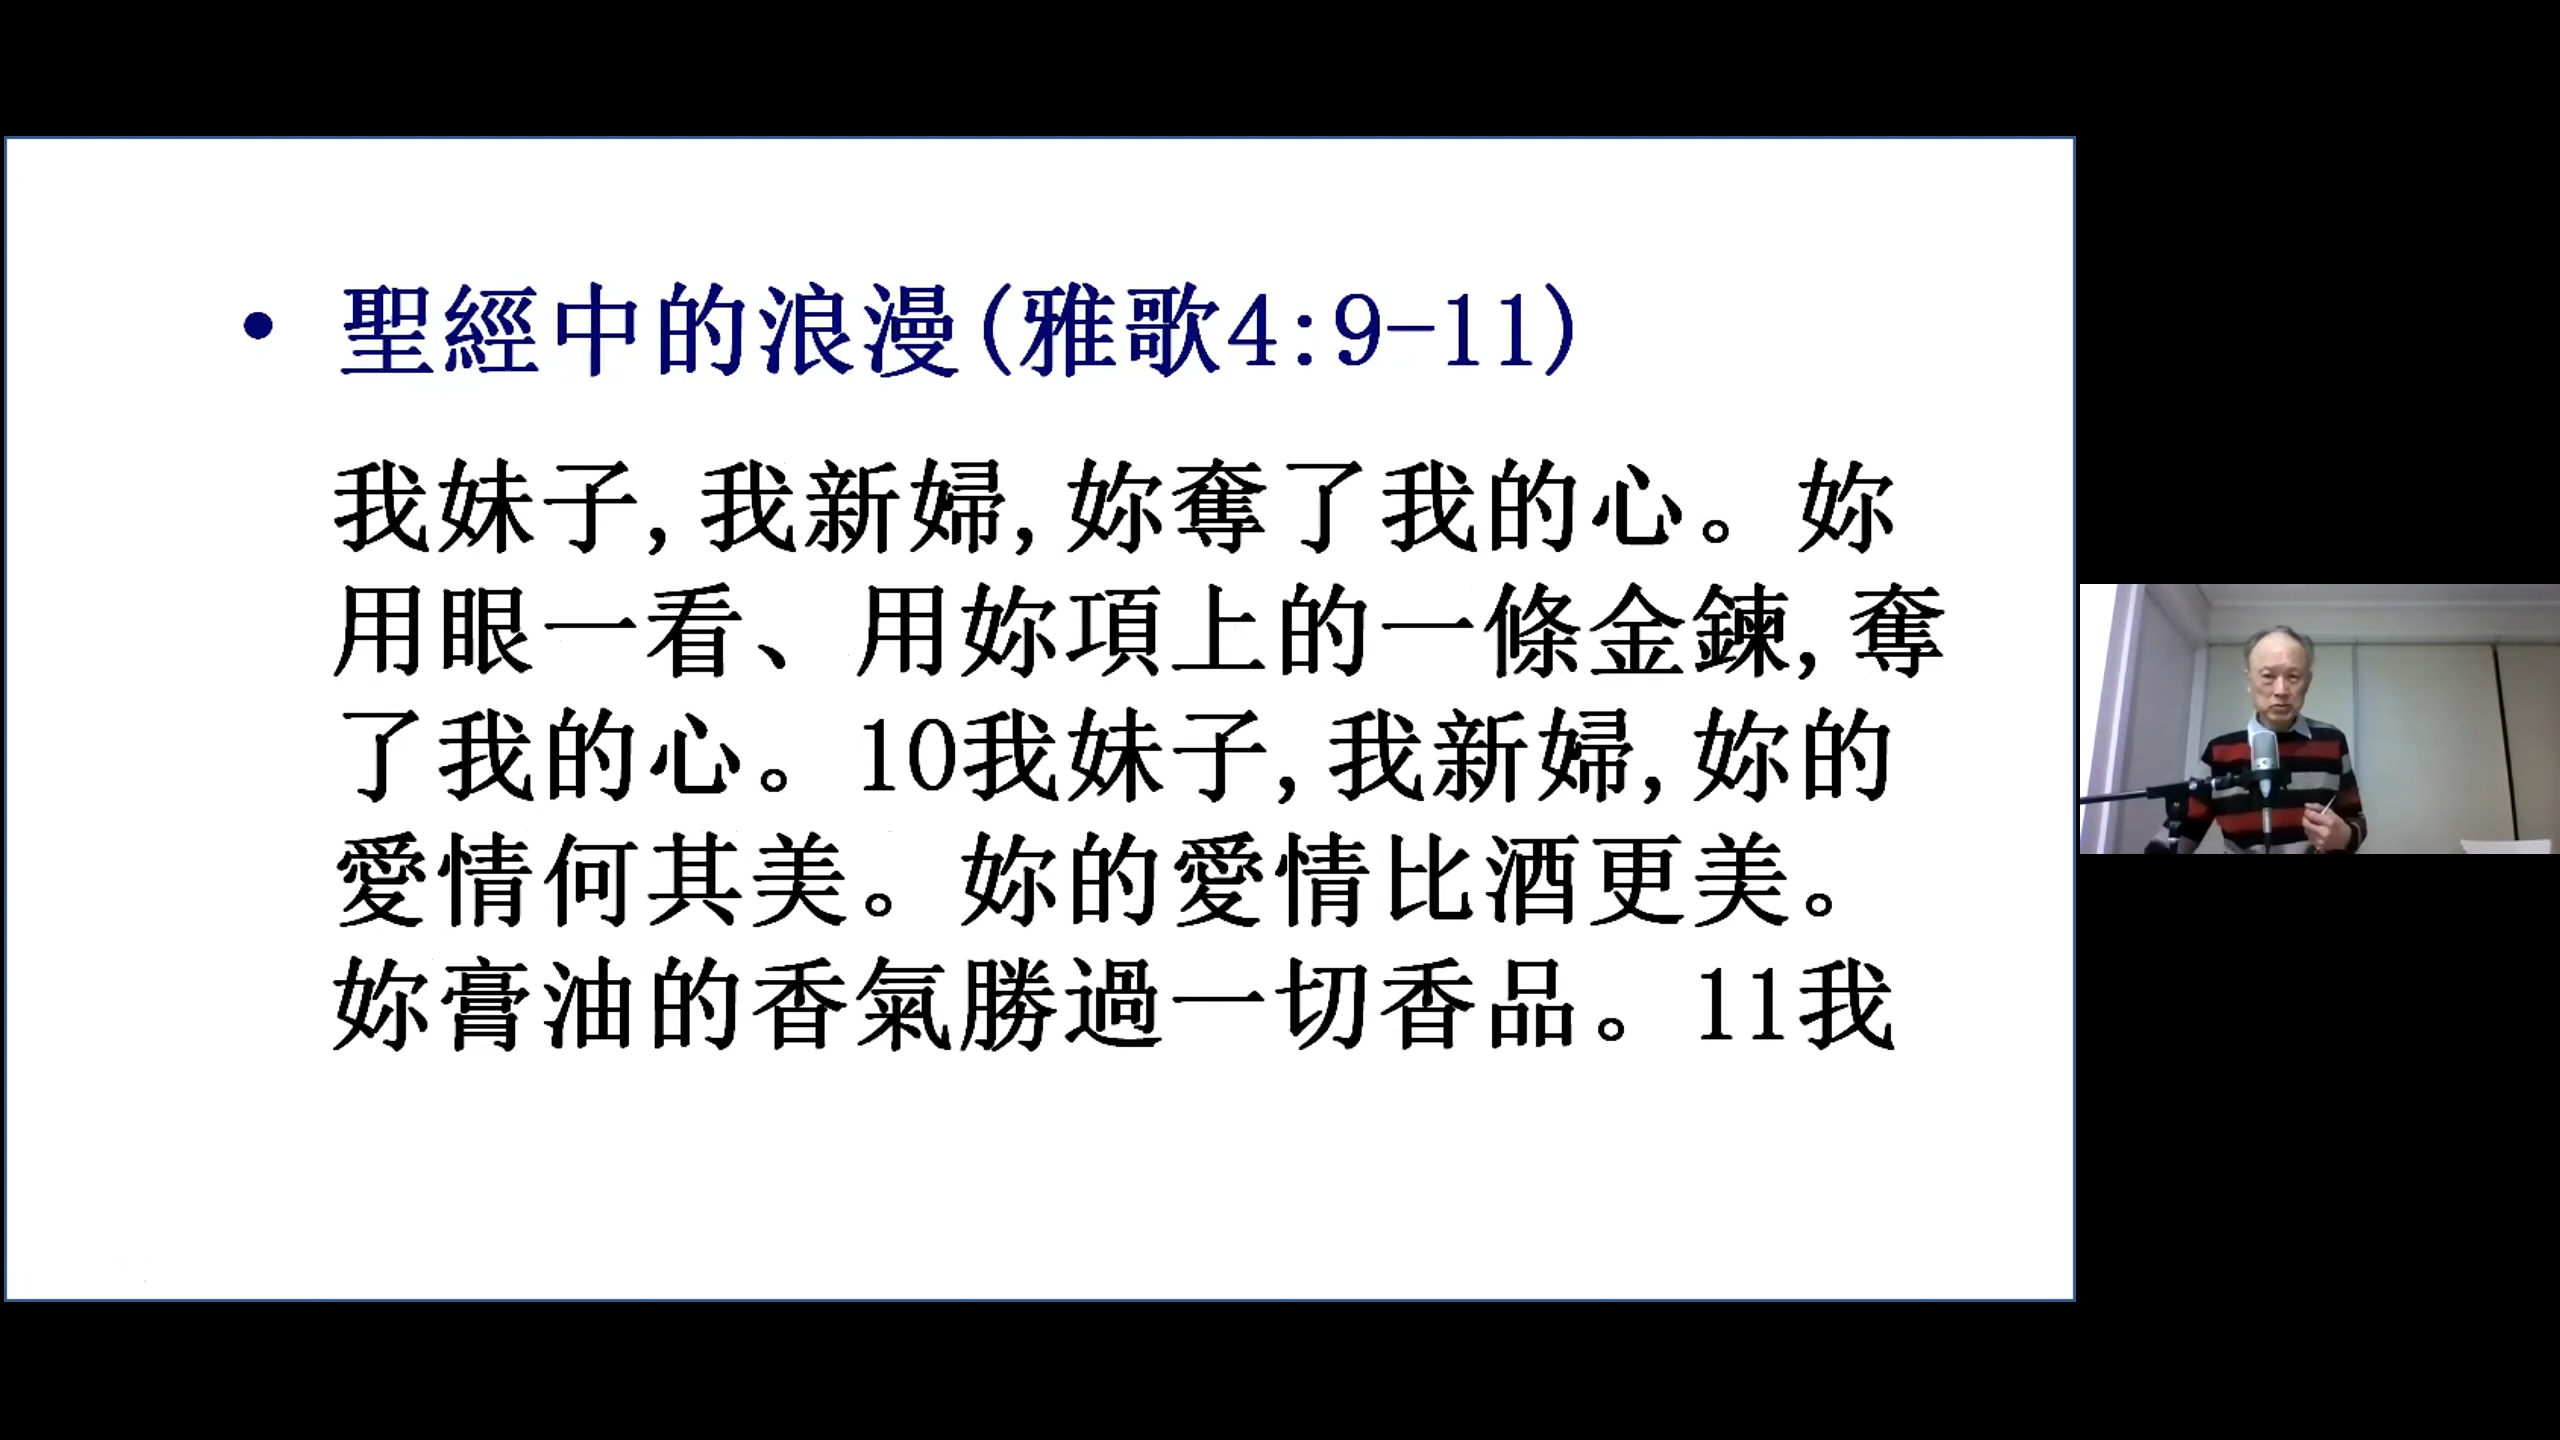 • 聖經中的浪漫(雅歌4:9-11)
我妹子,我新婦,妳奪了我的心。妳
用眼一看、用妳項上的一條金鍊,奪
了我的心。10我妹子,我新婦,妳的
愛情何其美。妳的愛情比酒更美。
妳膏油的香氣勝過一切香品。11我